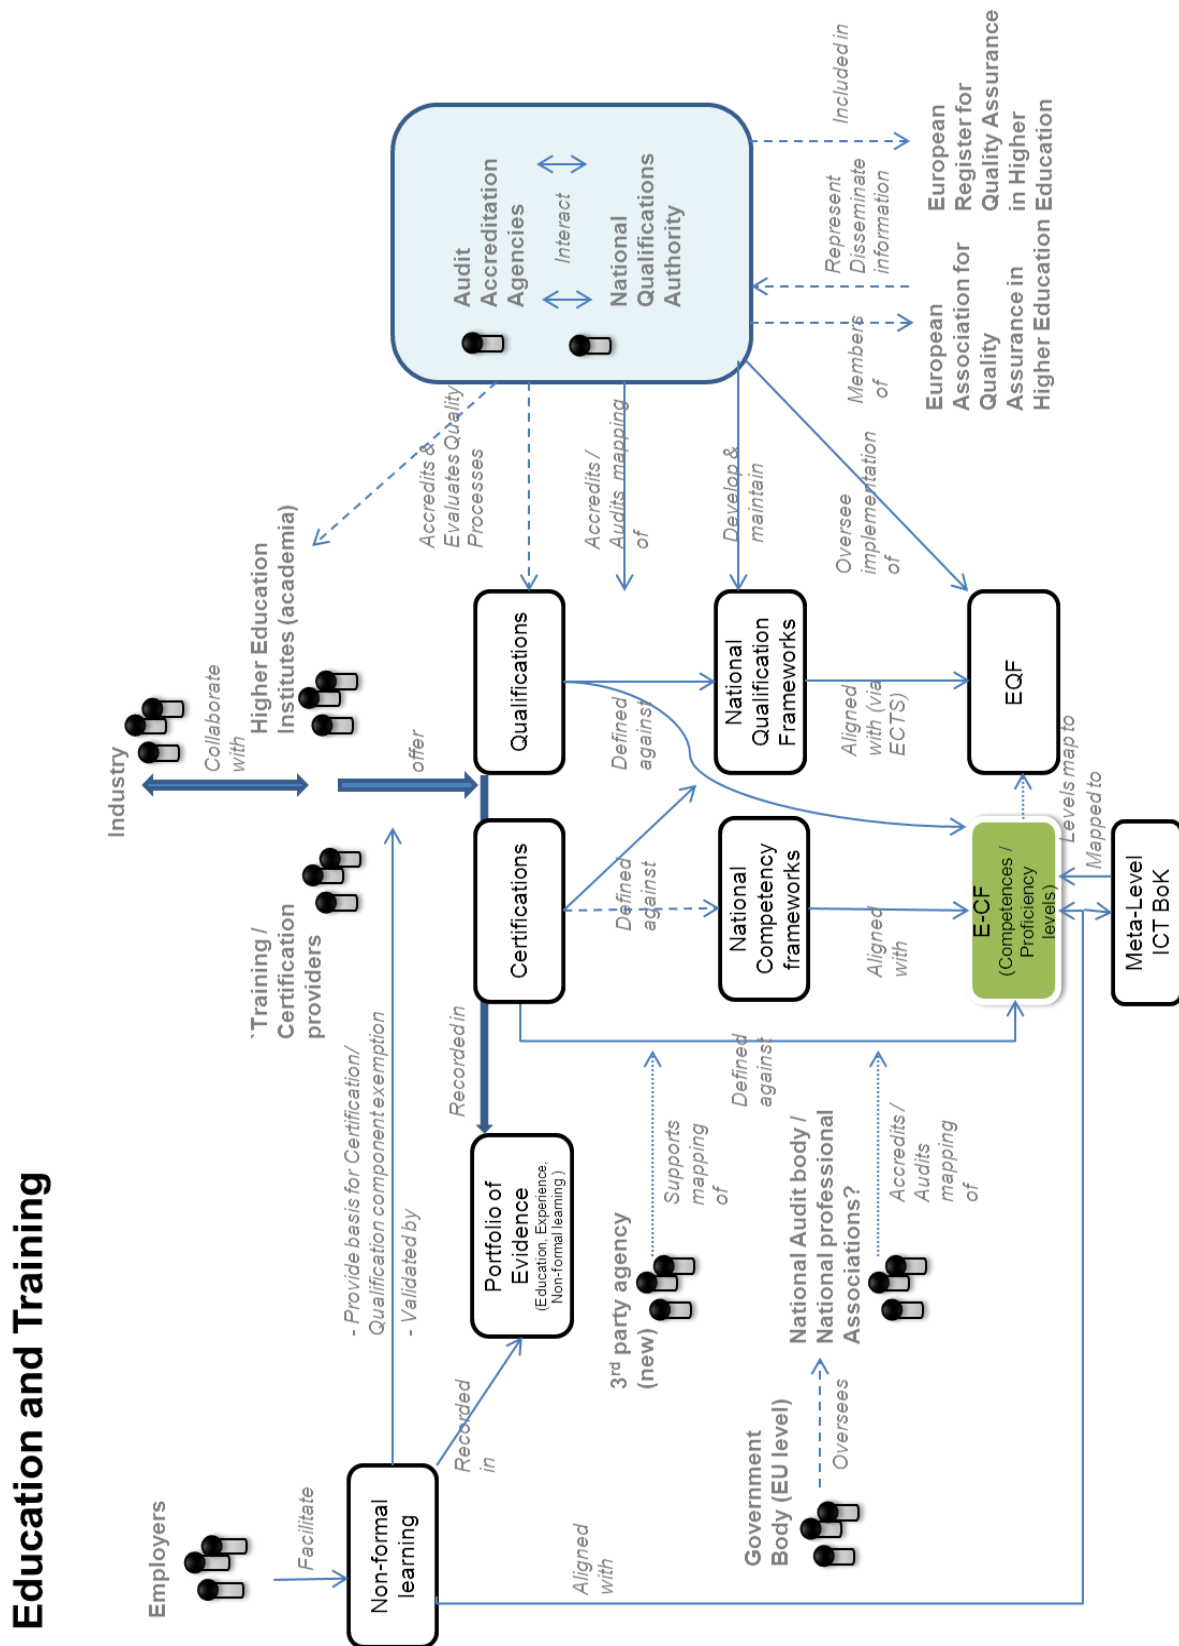 Education and Training
Employers
Facilitate
Non-formal
learning
- Provide basis for Certification/
Qualification component exemption
- Validated by
Recorded
in
Aligned
with
Portfolio of
Evidence
(Education, Experience,
Non-formal learning )
Recorded in
`Training /
Certification
providers
Industry
Collaborate
with
Higher Education
Institutes (academia)
offer
Certifications
Qualifications
Accredits &
Evaluates Quality
Processes
Accredits /
Audits mapping
of
Develop &
maintain
Oversee
implementation
of
Audit
Accreditation
Agencies
Interact
National
Qualifications
Authority
Members
of
Represent
Disseminate
information
Included in
European
Association for
Quality
Assurance in
Higher Education
European
Register for
Quality Assurance
in Higher
Education
Defined
against
Defined
against
National
Competency
frameworks
National
Qualification
Frameworks
Aligned
with
Aligned
with (via
ECTS)
3rd party agency
(new)
Supports
mapping
of
Defined
against
Government
Body (EU level)
Oversees
National Audit body /
National professional
Associations?
Accredits /
Audits
mapping
of
E-CF
(Competences /
Proficiency
levels)
EQF
Levels map to
Mapped to
Meta-Level
ICT BoK